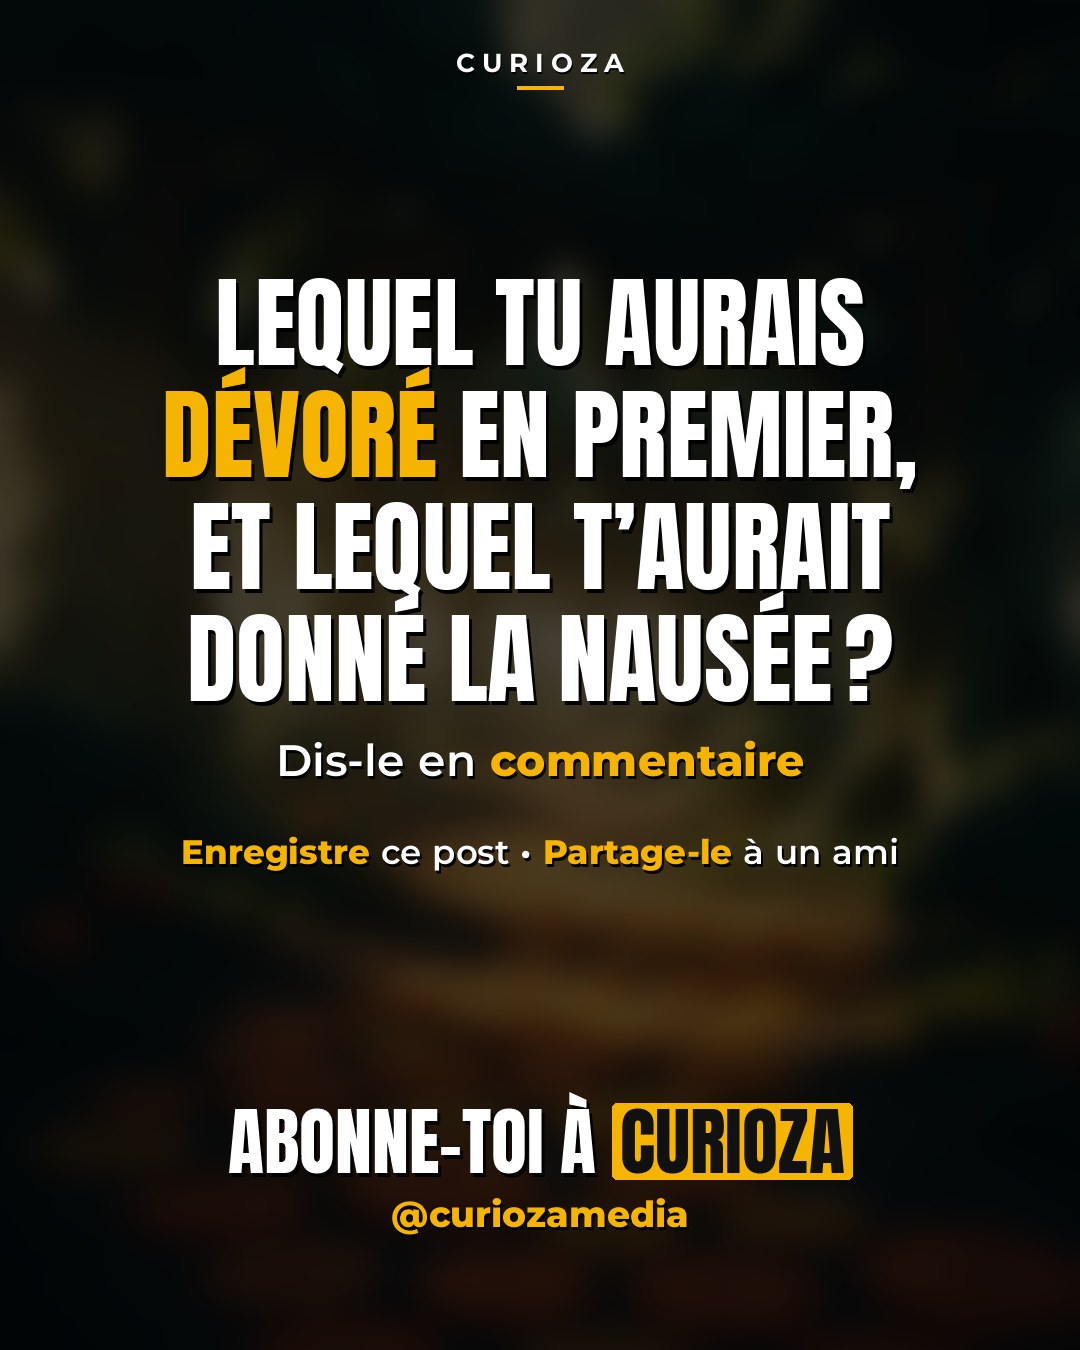 CURIOZA
LEQUEL TU AURAIS
DÉVORÉ EN PREMIER,
ET LEQUEL T’AURAIT
DONNÉ LA NAUSÉE ?
Dis-le en commentaire
Enregistre ce post • Partage-le à un ami
ABONNE-TOI À CURIOZA
@curiozamedia